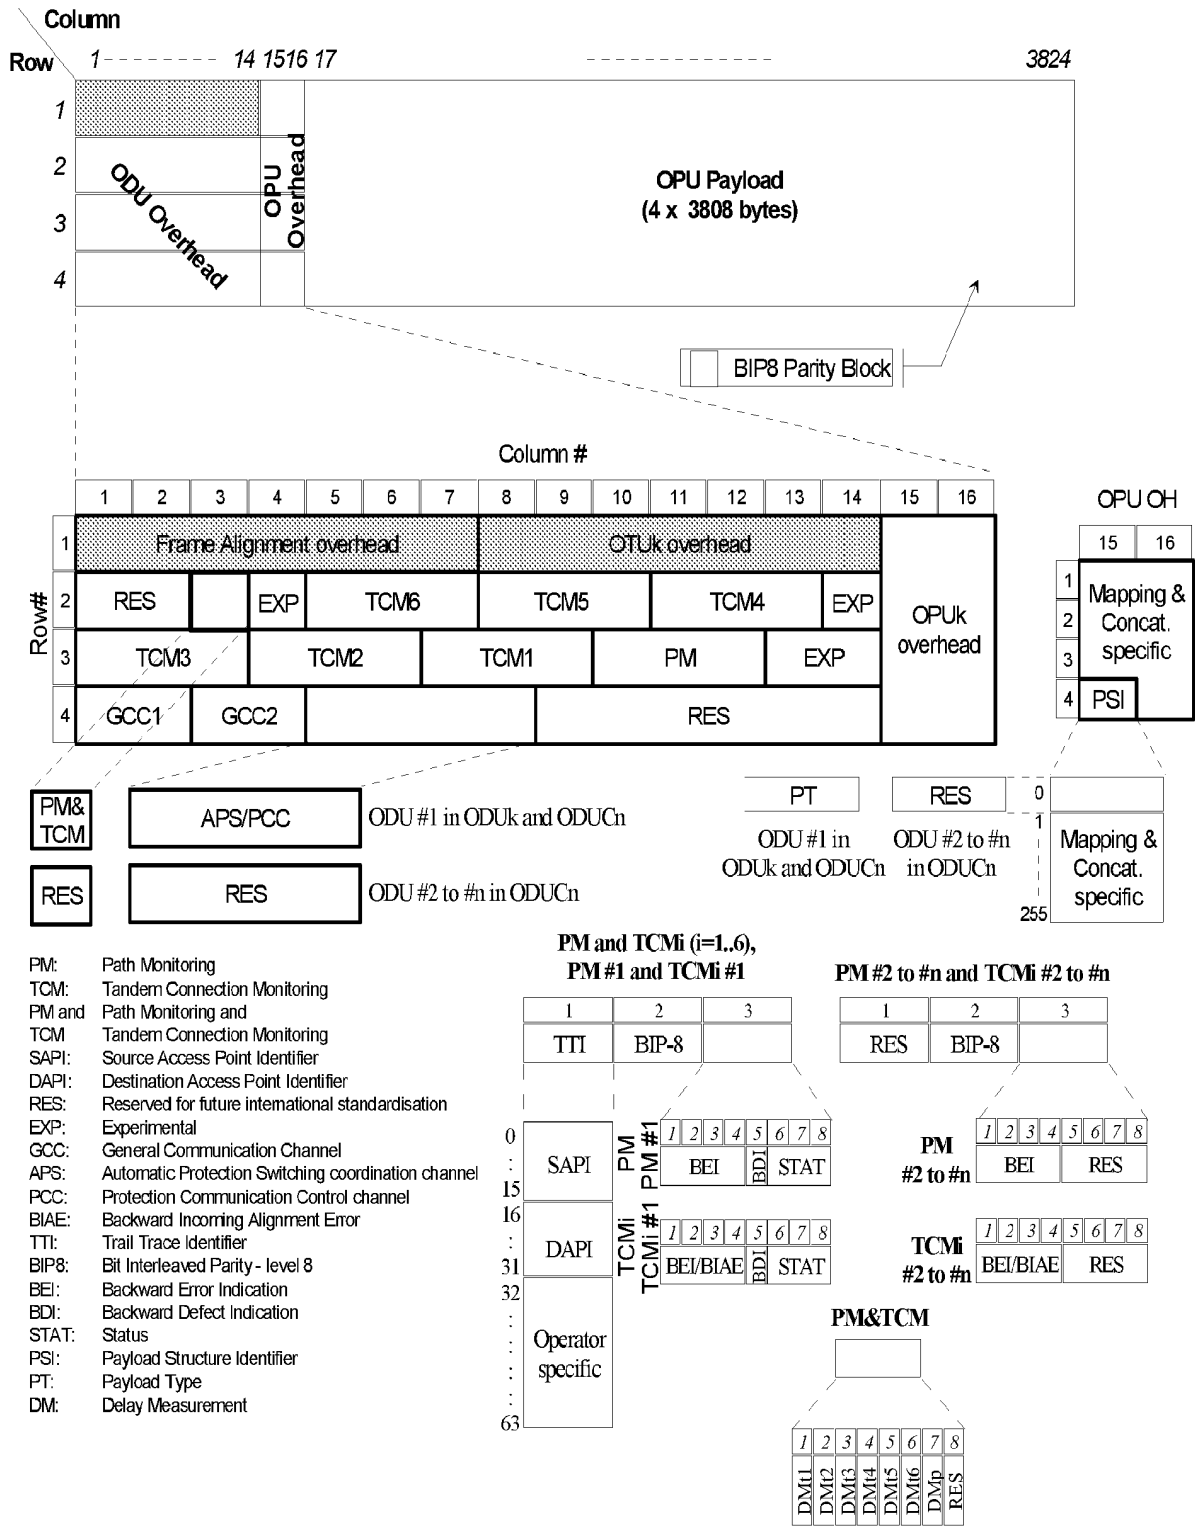 Column
Row 1 14 15 16 17 3824
1
2
3
4
ODU Overhead
OPU Overhead
OPU Payload
(4 x 3808 bytes)
BIP8 Parity Block
Column #
1 2 3 4 5 6 7 8 9 10 11 12 13 14 15 16
Row#
1 Frame Alignment overhead OTUk overhead
2 RES EXP TCM6 TCM5 TCM4 EXP
3 TCM3 TCM2 TCM1 PM EXP
4 GCC1 GCC2 RES
OPUk
overhead
OPU OH
15 16
1
2
3
4
Mapping &
Concat.
specific
PSI
PM&
TCM
APS/PCC
ODU #1 in ODUk and ODUCn
RES
RES
ODU #2 to #n in ODUCn
PT
ODU #1 in
ODUk and ODUCn
RES
ODU #2 to #n
in ODUCn
0
1
255
Mapping &
Concat.
specific
PM: Path Monitoring
TCM: Tandem Connection Monitoring
PM and Path Monitoring and
TCM Tandem Connection Monitoring
SAPI: Source Access Point Identifier
DAPI: Destination Access Point Identifier
RES: Reserved for future international standardisation
EXP: Experimental
GCC: General Communication Channel
APS: Automatic Protection Switching coordination channel
PCC: Protection Communication Control channel
BIAE: Backward Incoming Alignment Error
TTI: Trail Trace Identifier
BIP8: Bit Interleaved Parity - level 8
BEI: Backward Error Indication
BDI: Backward Defect Indication
STAT: Status
PSI: Payload Structure Identifier
PT: Payload Type
DM: Delay Measurement
PM and TCMi (i=1..6),
PM #1 and TCMi #1
1 2 3
TTI BIP-8
0
:
15
SAPI
16
:
31
DAPI
32
:
:
:
:
:
63
Operator
specific
PM
PM #1
1 2 3 4 5 6 7 8
BEI BDI STAT
TCMi
TCMi #1
1 2 3 4 5 6 7 8
BEI/BIAE BDI STAT
PM #2 to #n and TCMi #2 to #n
1 2 3
RES BIP-8
PM
#2 to #n
1 2 3 4 5 6 7 8
BEI RES
TCMi
#2 to #n
1 2 3 4 5 6 7 8
BEI/BIAE RES
PM&TCM
1 2 3 4 5 6 7 8
DMt1 DMt2 DMt3 DMt4 DMt5 DMt6 DMp RES